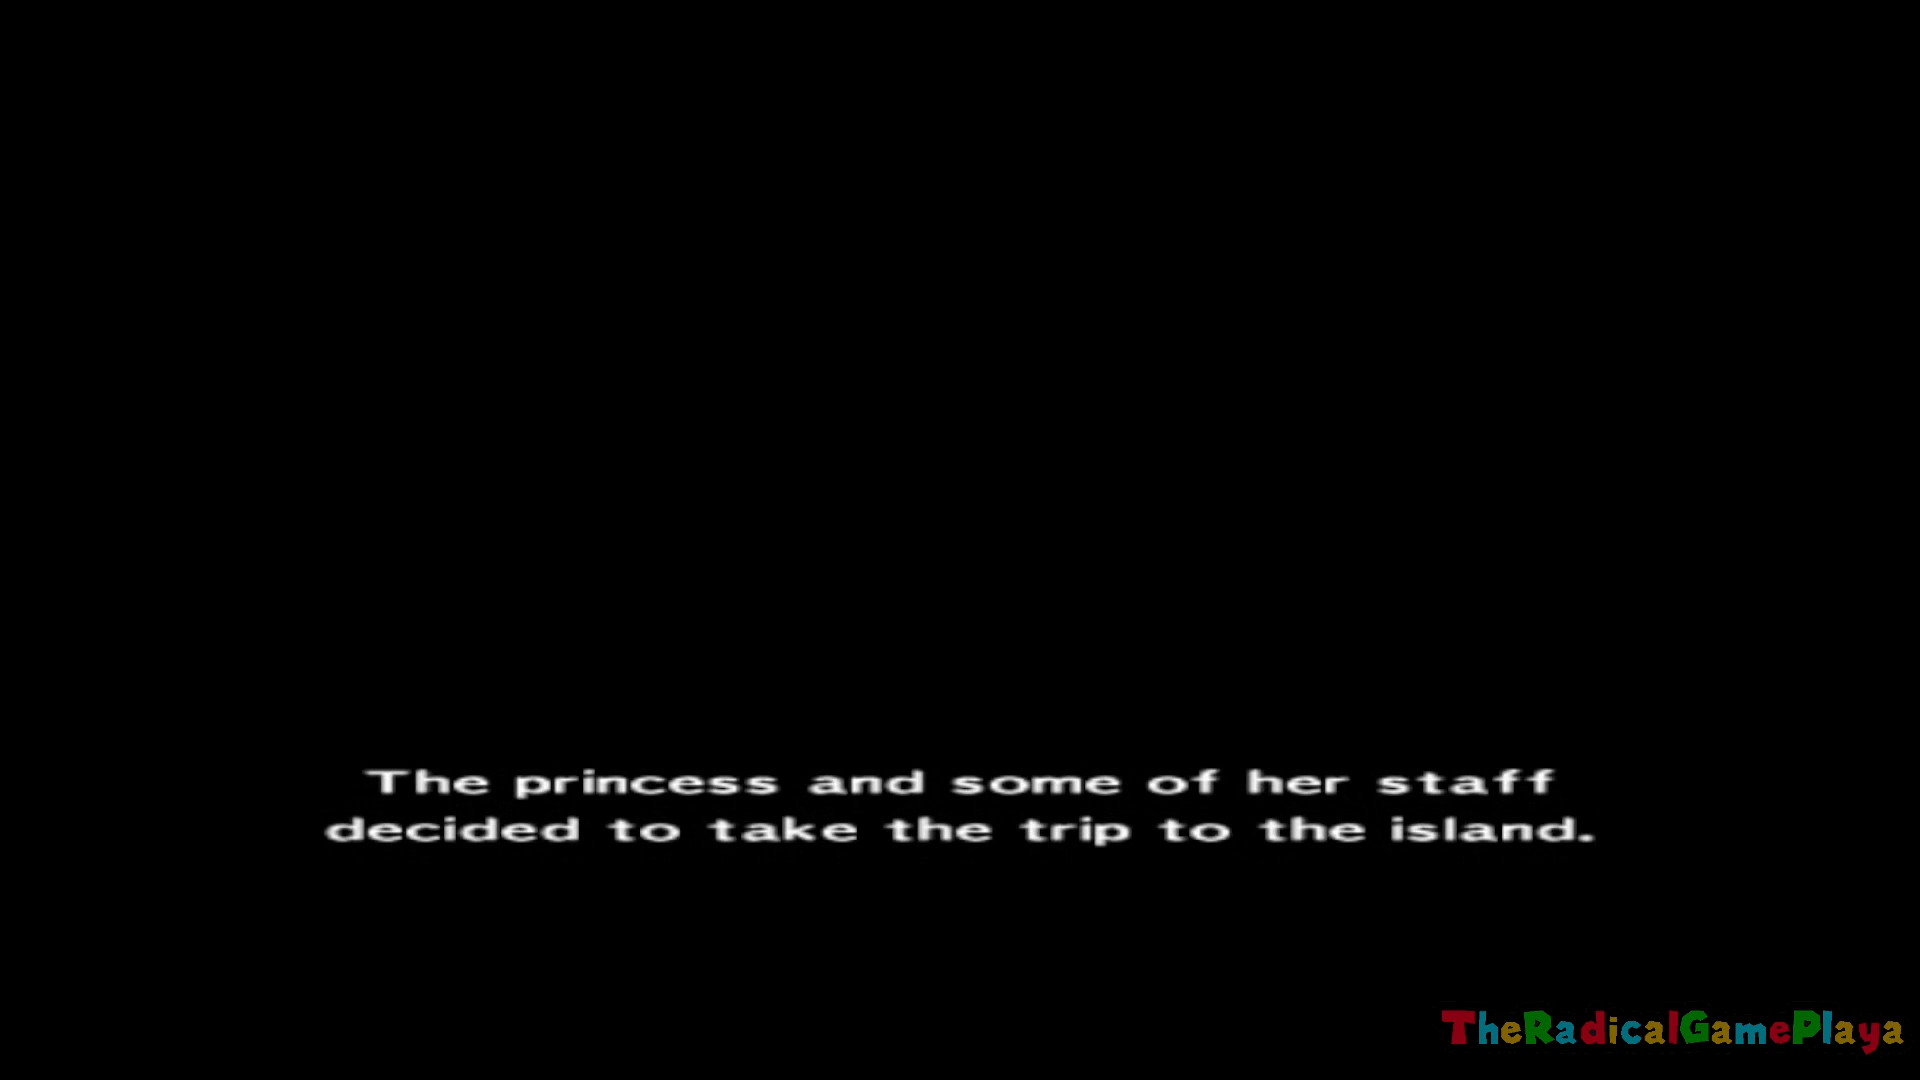 The princess and some of her staff
decided to take the trip to the island.
TheRadicalGamePlaya